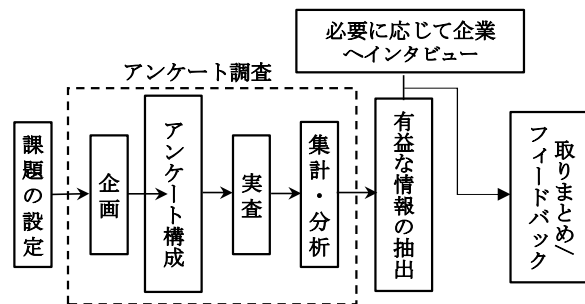 必要に応じて企業
へインタビュー
アンケート調査
課題の設定
企画
アンケート構成
実査
集計・分析
有益な情報の抽出
取りまとめ/
フィードバック